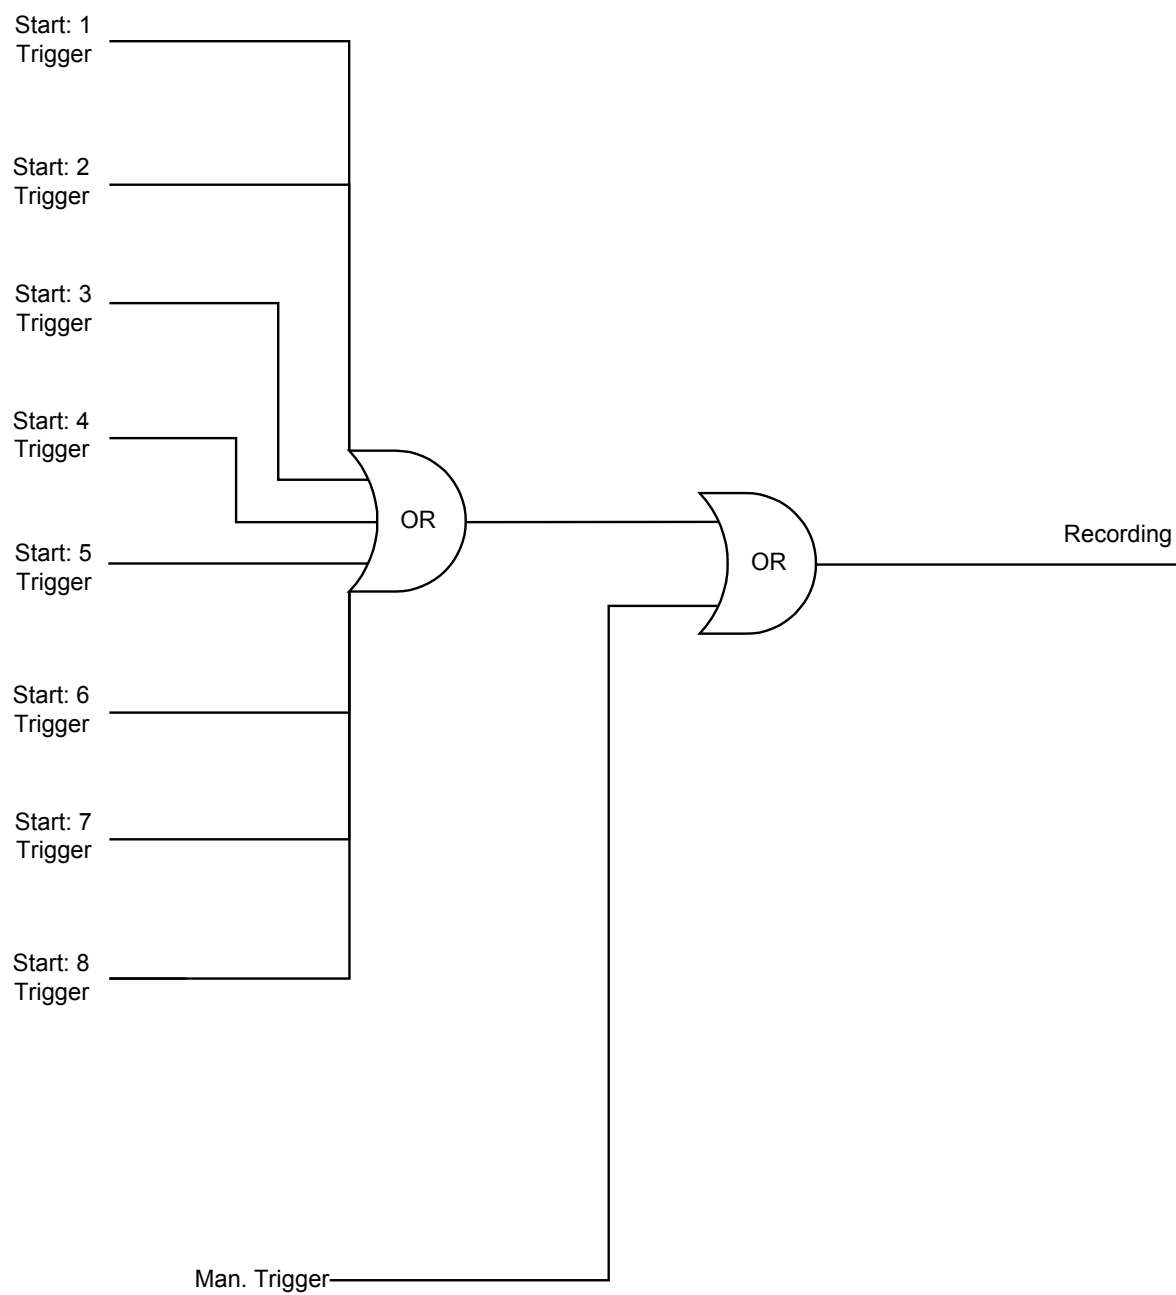 Start: 1
Trigger
Start: 2
Trigger
Start: 3
Trigger
Start: 4
Trigger
OR
Recording
Start: 5
Trigger
OR
Start: 6
Trigger
Start: 7
Trigger
Start: 8
Trigger
Man. Trigger